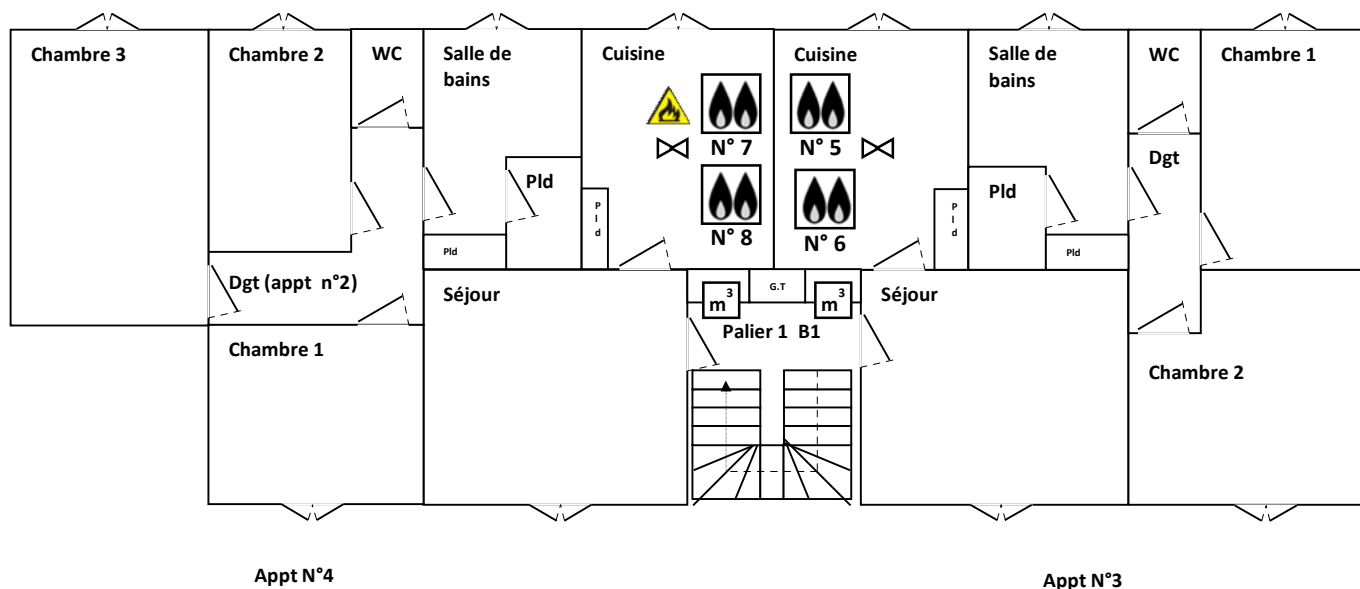 Chambre 3
Chambre 2
WC
Salle de
bains
Cuisine
Cuisine
Salle de
bains
WC
Chambre 1
N° 7
N° 5
Dgt
Pld
Pld
Pld
Pld
N° 8
N° 6
Pld
Pld
Dgt (appt n°2)
Séjour
m³
G.T
m³
Séjour
Palier 1 B1
Chambre 1
Chambre 2
Appt N°4
Appt N°3